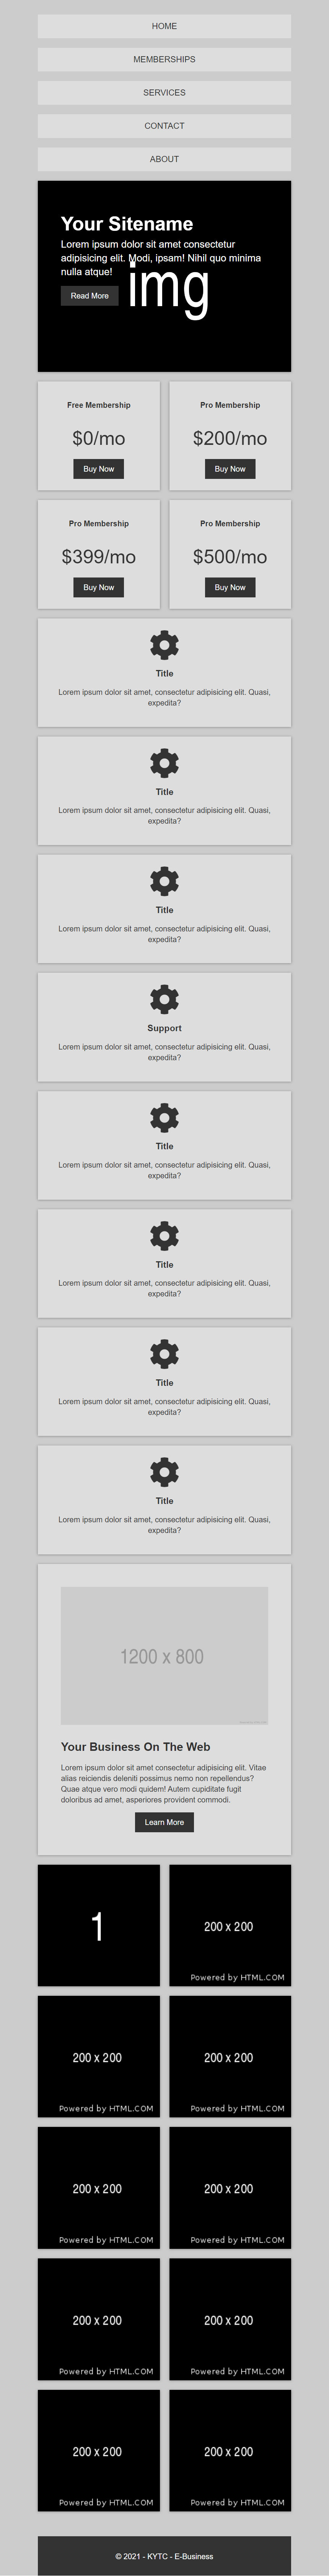 HOME
MEMBERSHIPS
SERVICES
CONTACT
ABOUT
Your Sitename
Lorem ipsum dolor sit amet consectetur
adipisicing elit. Modi, ipsam! Nihil quo minima
nulla atque!
img
Read More
Free Membership
$0/mo
Buy Now
Pro Membership
$200/mo
Buy Now
Pro Membership
$399/mo
Buy Now
Pro Membership
$500/mo
Buy Now
Title
Lorem ipsum dolor sit amet, consectetur adipisicing elit. Quasi,
expedita?
Title
Lorem ipsum dolor sit amet, consectetur adipisicing elit. Quasi,
expedita?
Title
Lorem ipsum dolor sit amet, consectetur adipisicing elit. Quasi,
expedita?
Support
Lorem ipsum dolor sit amet, consectetur adipisicing elit. Quasi,
expedita?
Title
Lorem ipsum dolor sit amet, consectetur adipisicing elit. Quasi,
expedita?
Title
Lorem ipsum dolor sit amet, consectetur adipisicing elit. Quasi,
expedita?
Title
Lorem ipsum dolor sit amet, consectetur adipisicing elit. Quasi,
expedita?
Title
Lorem ipsum dolor sit amet, consectetur adipisicing elit. Quasi,
expedita?
1200 x 800
Your Business On The Web
Lorem ipsum dolor sit amet consectetur adipisicing elit. Vitae
alias reiciendis deleniti possimus nemo non repellendus?
Quae atque vero modi quidem! Autem cupiditate fugit
doloribus ad amet, asperiores provident commodi.
Learn More
1
200 x 200
Powered by HTML.COM
200 x 200
Powered by HTML.COM
200 x 200
Powered by HTML.COM
200 x 200
Powered by HTML.COM
200 x 200
Powered by HTML.COM
200 x 200
Powered by HTML.COM
200 x 200
Powered by HTML.COM
200 x 200
Powered by HTML.COM
200 x 200
Powered by HTML.COM
© 2021 - KYTC - E-Business